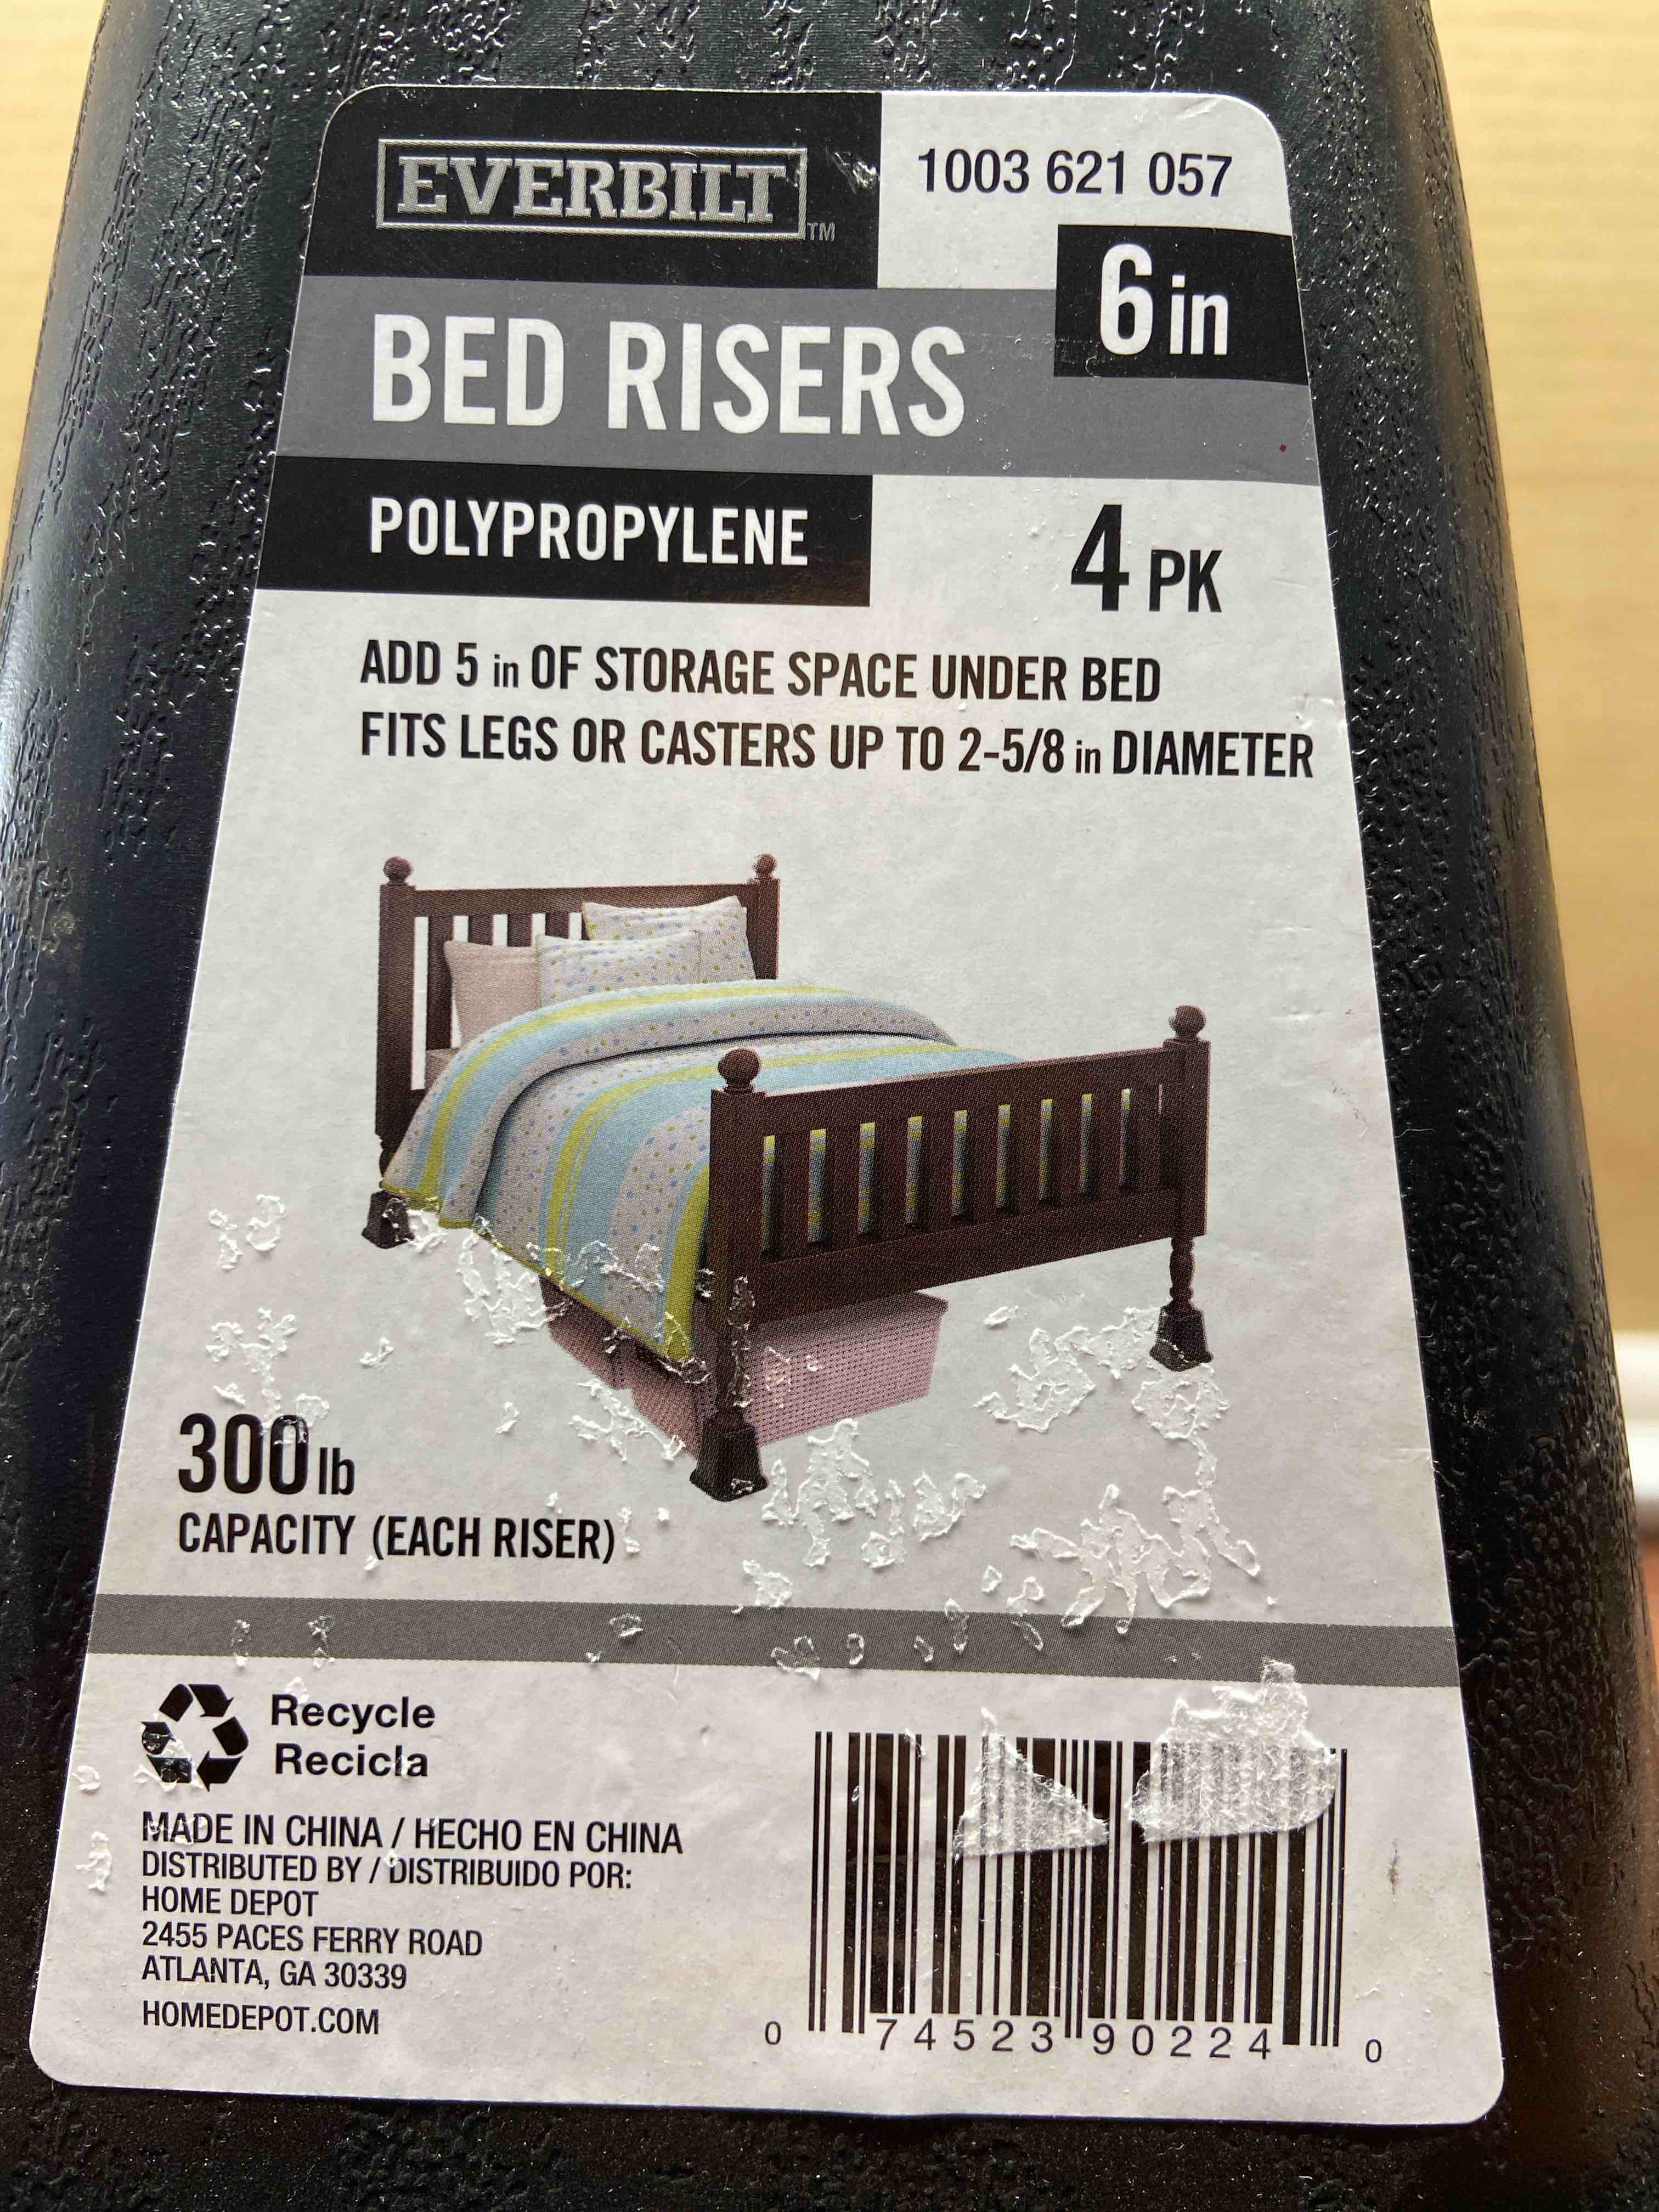 EVERBILT™
1003 621 057
6 in
BED RISERS
POLYPROPYLENE
4 PK
ADD 5 in OF STORAGE SPACE UNDER BED
FITS LEGS OR CASTERS UP TO 2-5/8 in DIAMETER
300 lb
CAPACITY (EACH RISER)
Recycle
Recicla
MADE IN CHINA / HECHO EN CHINA
DISTRIBUTED BY / DISTRIBUIDO POR:
HOME DEPOT
2455 PACES FERRY ROAD
ATLANTA, GA 30339
HOMEDEPOT.COM
0 74523 90224 0